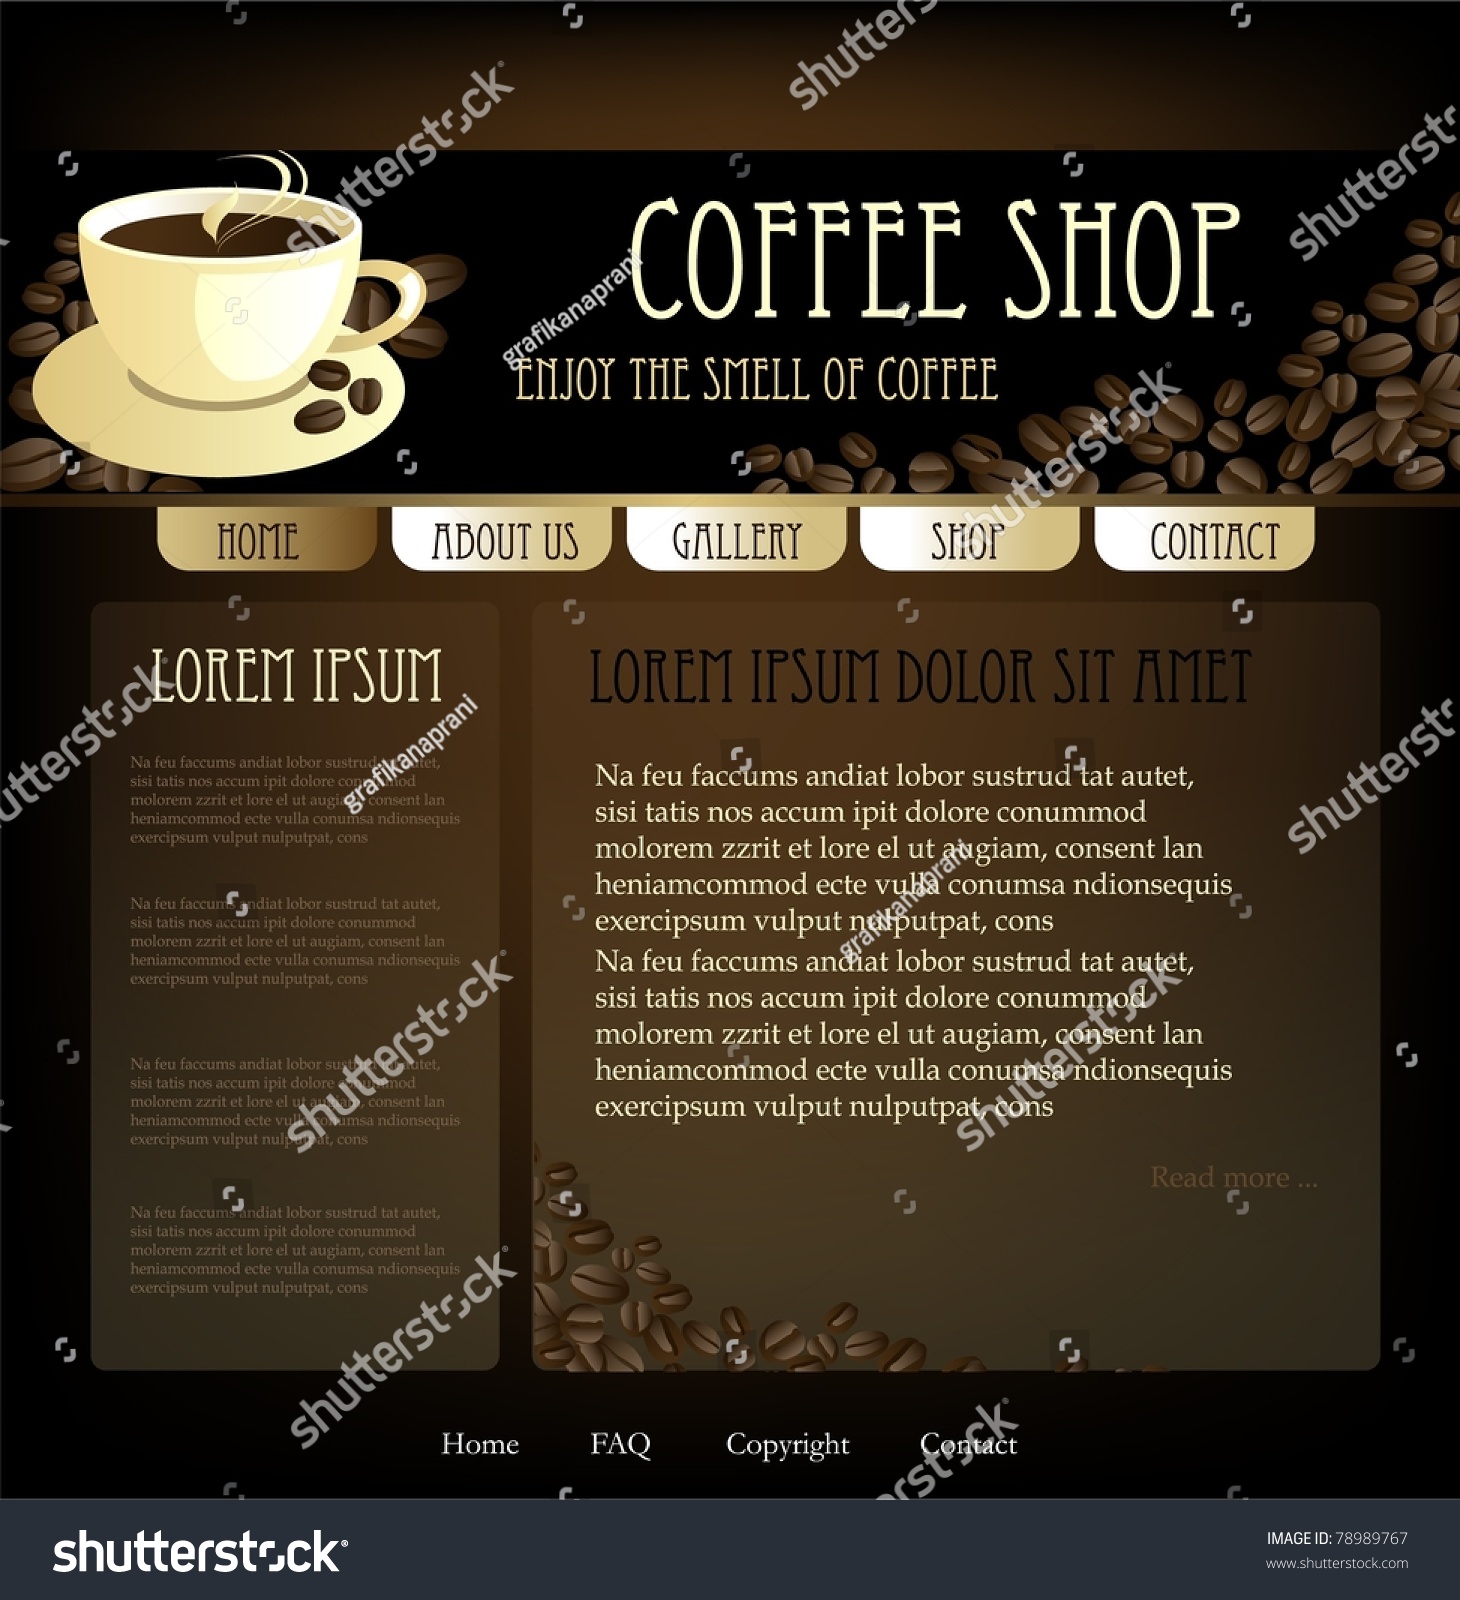 COFFEE SHOP
ENJOY THE SMELL OF COFFEE
HOME ABOUT US GALLERY SHOP CONTACT
LOREM IPSUM
Na feu faccums andiat lobor sustrud tat autet,
sisi tatis nos accum ipit dolore conummod
molorem zzrit et lore el ut augiam, consent lan
heniamcommod ecte vulla conumsa ndionsequis
exercipsum vulput nulputpat, cons
Na feu faccums andiat lobor sustrud tat autet,
sisi tatis nos accum ipit dolore conummod
molorem zzrit et lore el ut augiam, consent lan
heniamcommod ecte vulla conumsa ndionsequis
exercipsum vulput nulputpat, cons
Na feu faccums andiat lobor sustrud tat autet,
sisi tatis nos accum ipit dolore conummod
molorem zzrit et lore el ut augiam, consent lan
heniamcommod ecte vulla conumsa ndionsequis
exercipsum vulput nulputpat, cons
Na feu faccums andiat lobor sustrud tat autet,
sisi tatis nos accum ipit dolore conummod
molorem zzrit et lore el ut augiam, consent lan
heniamcommod ecte vulla conumsa ndionsequis
exercipsum vulput nulputpat, cons
LOREM IPSUM DOLOR SIT AMET
Na feu faccums andiat lobor sustrud tat autet,
sisi tatis nos accum ipit dolore conummod
molorem zzrit et lore el ut augiam, consent lan
heniamcommod ecte vulla conumsa ndionsequis
exercipsum vulput nulputpat, cons
Na feu faccums andiat lobor sustrud tat autet,
sisi tatis nos accum ipit dolore conummod
molorem zzrit et lore el ut augiam, consent lan
heniamcommod ecte vulla conumsa ndionsequis
exercipsum vulput nulputpat, cons
Read more ...
Home FAQ Copyright Contact
shutterstock
grafikanaprani
shutterstock®
IMAGE ID: 78989767
www.shutterstock.com